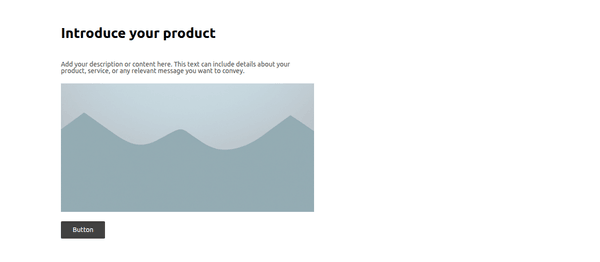 Introduce your product
Add your description or content here. This text can include details about your
product, service, or any relevant message you want to convey.
Button